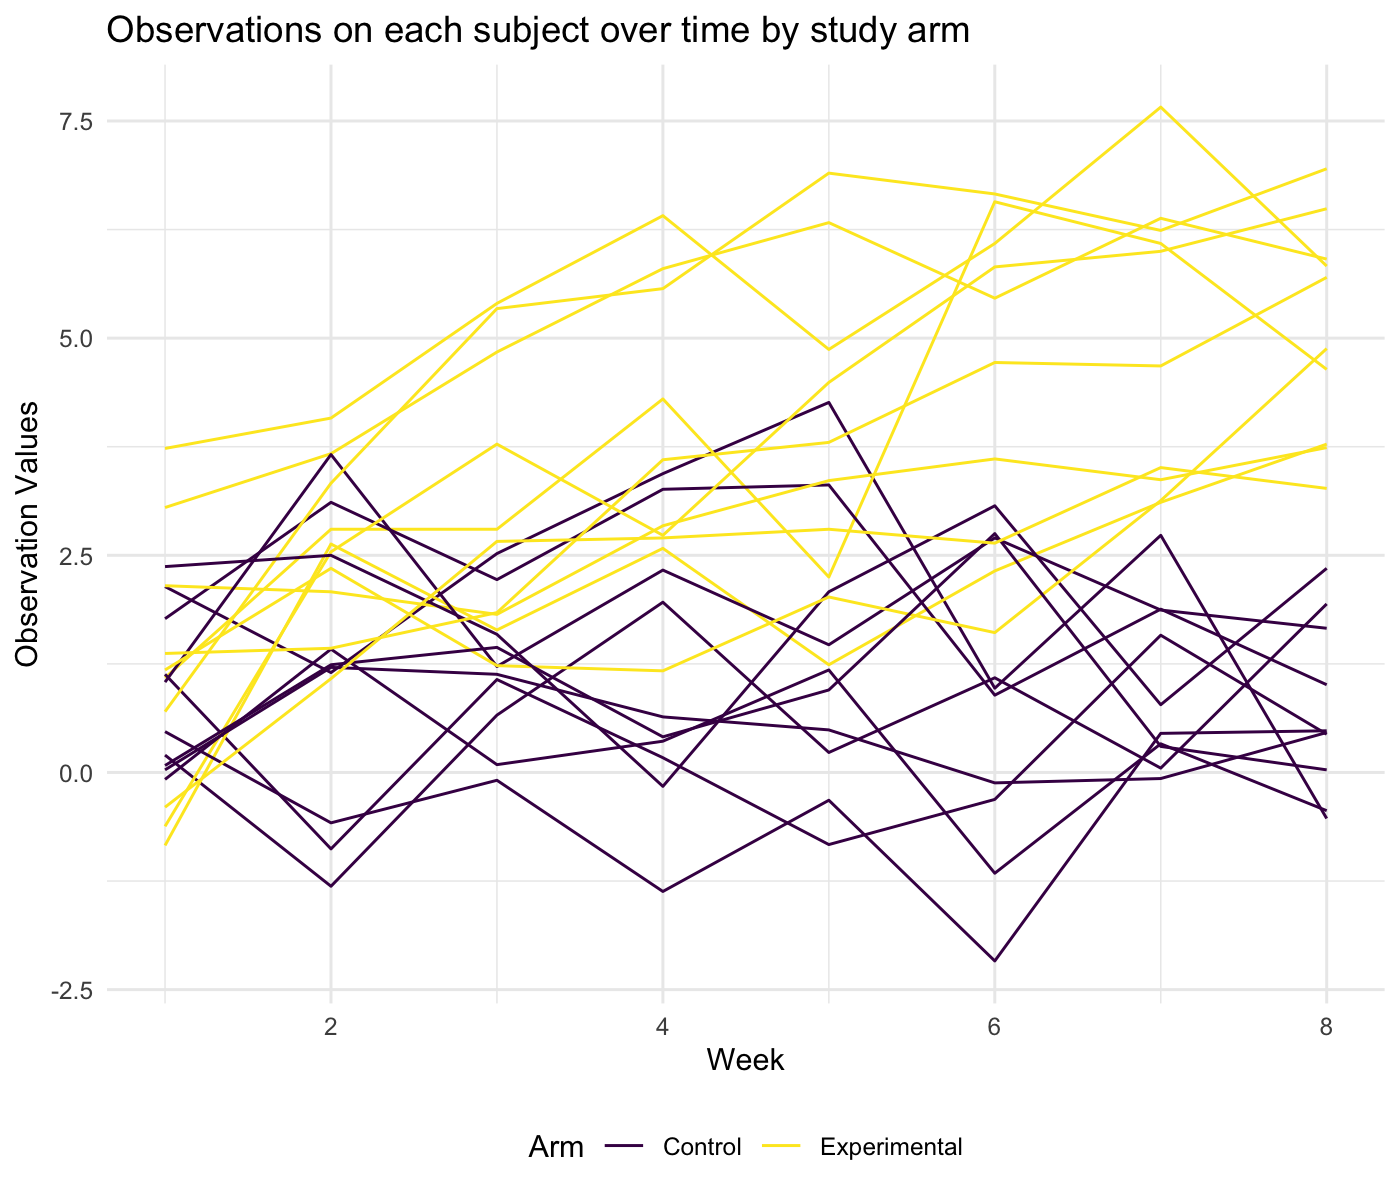 Observations on each subject over time by study arm
7.5
5.0
2.5
0.0
-2.5
Observation Values
2 4 6 8
Week
Arm Control Experimental